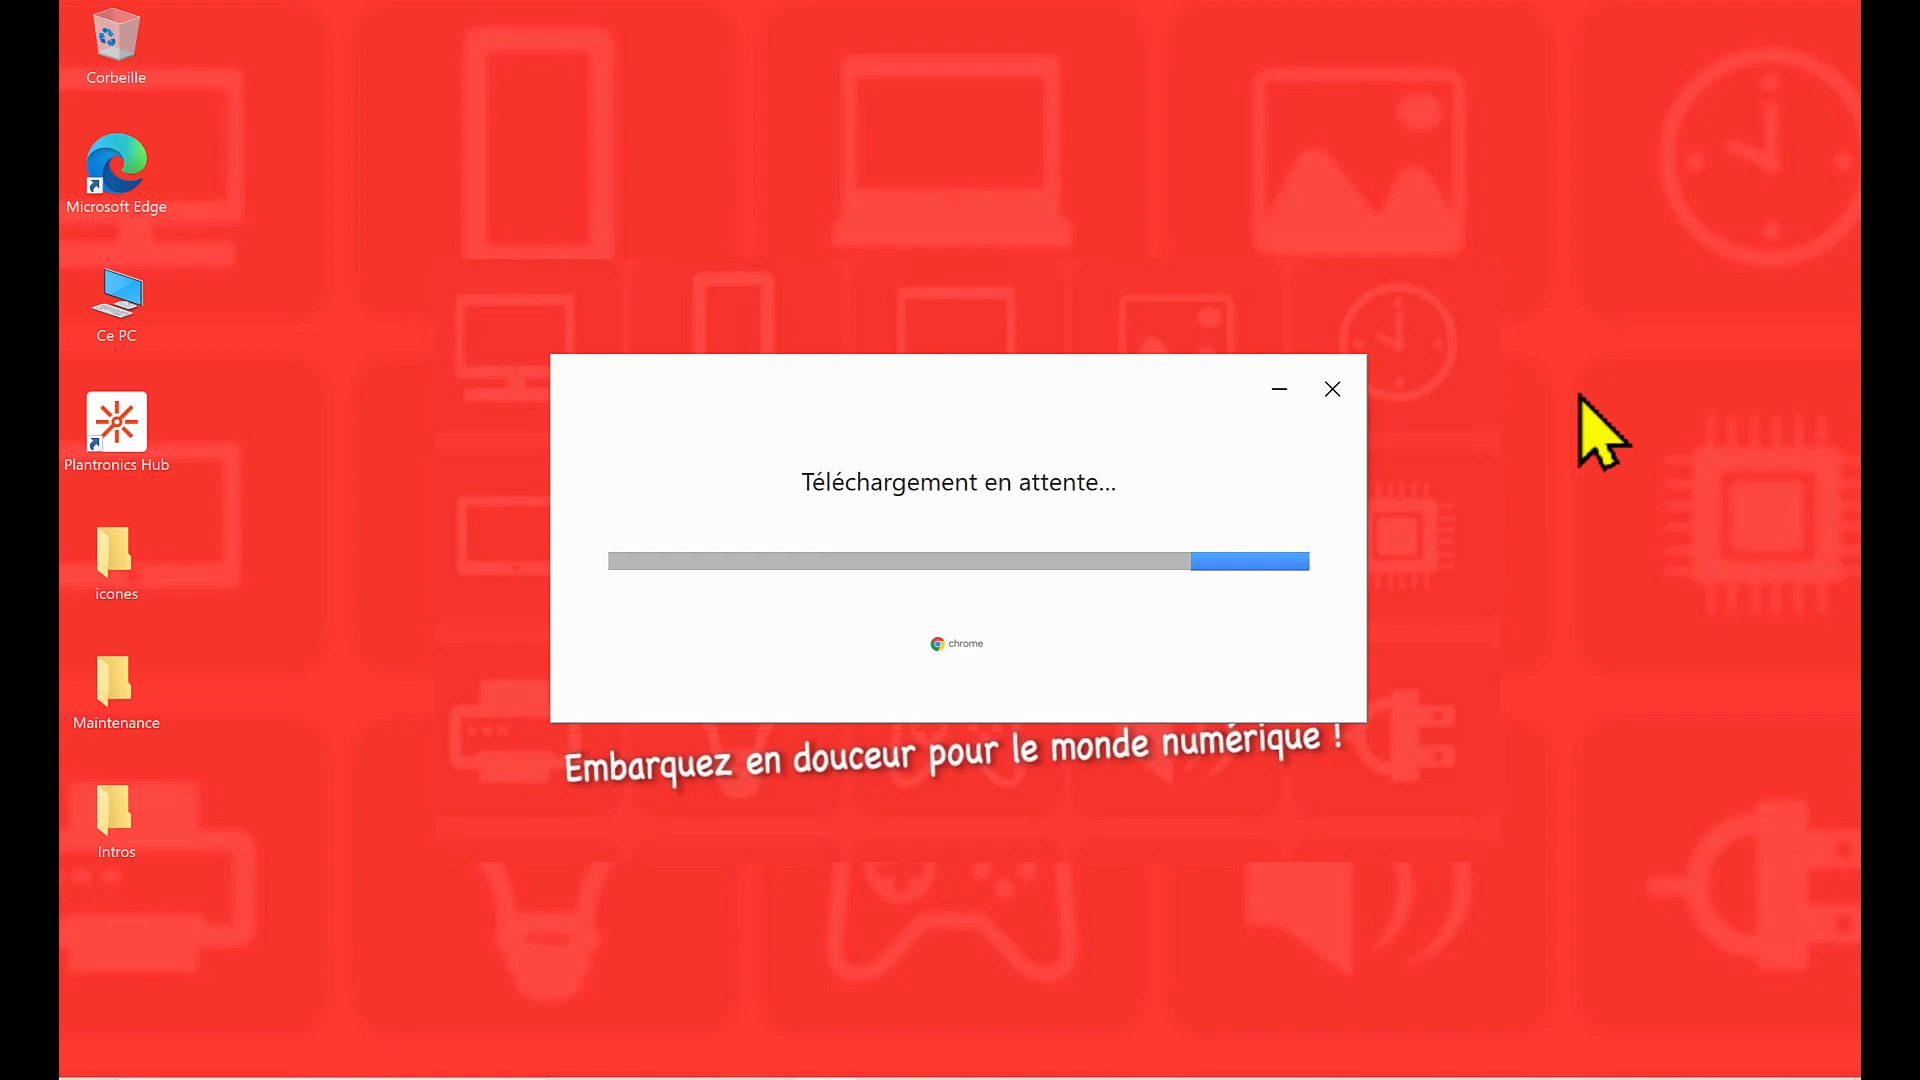 Corbeille
Microsoft Edge
Ce PC
Plantronics Hub
icones
Maintenance
Intros
Téléchargement en attente...
chrome
Embarquez en douceur pour le monde numérique !